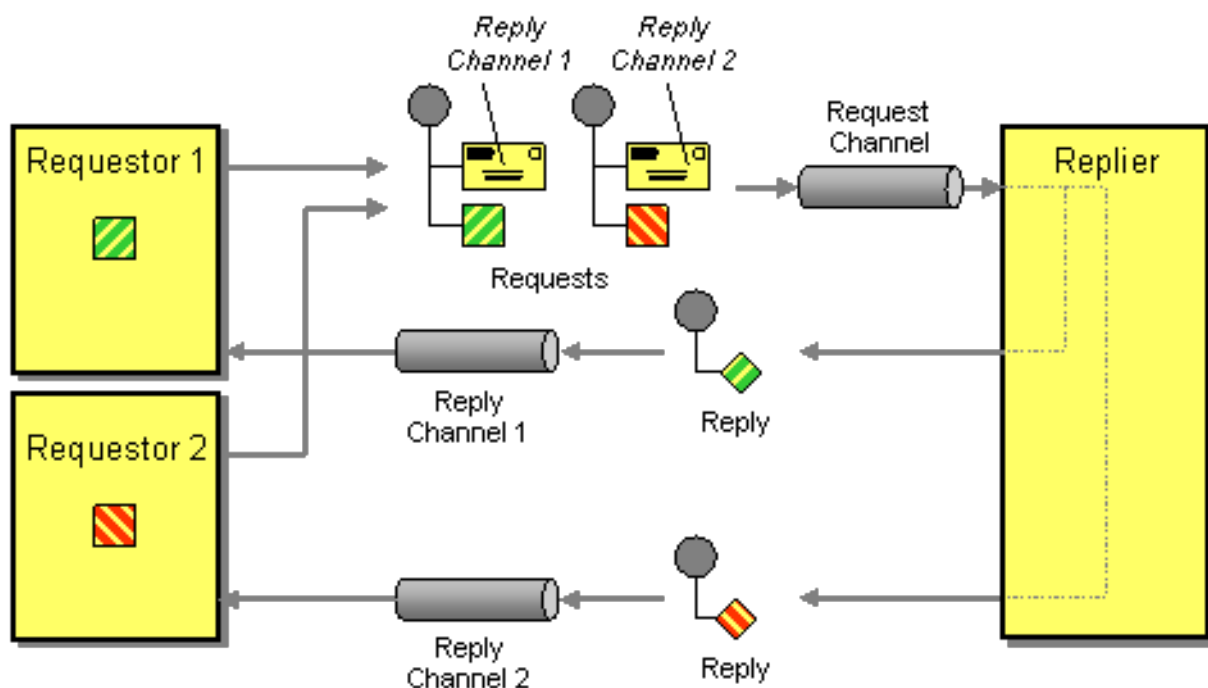 Reply
Channel 1
Reply
Channel 2
Request
Channel
Requestor 1
Replier
Requests
Reply
Channel 1
Reply
Requestor 2
Reply
Channel 2
Reply